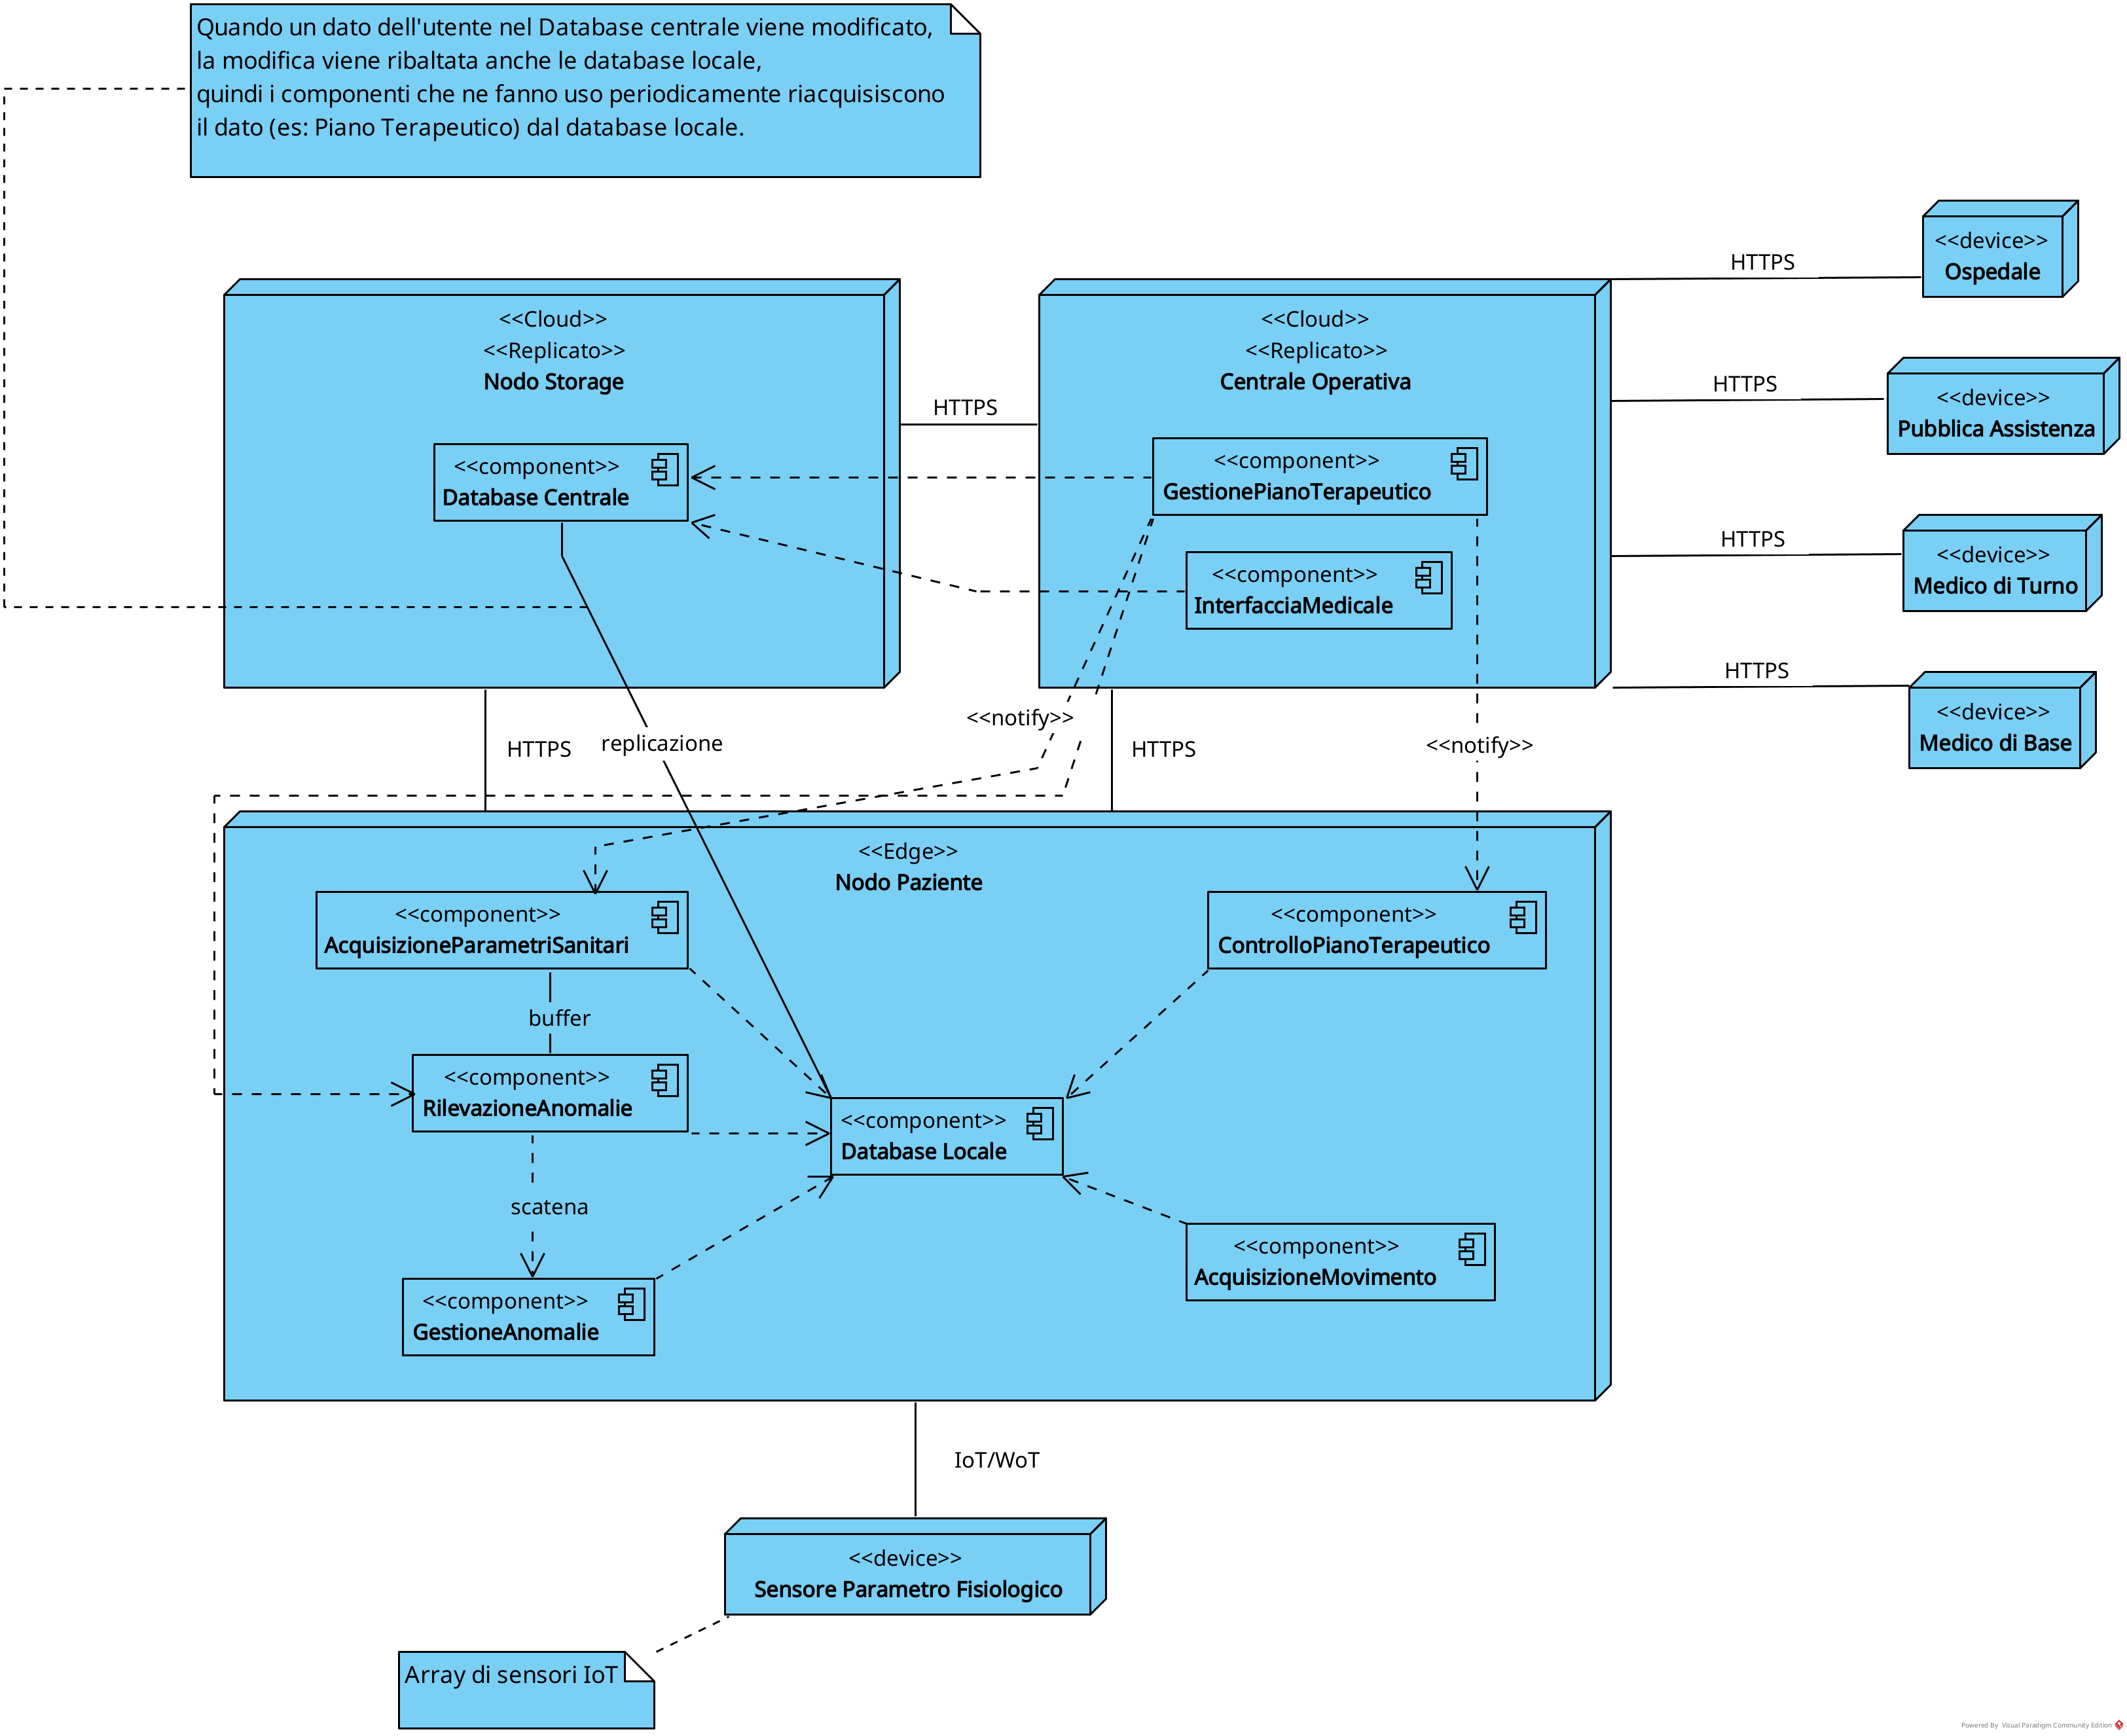 Quando un dato dell'utente nel Database centrale viene modificato,
la modifica viene ribaltata anche le database locale,
quindi i componenti che ne fanno uso periodicamente riacquisiscono
il dato (es: Piano Terapeutico) dal database locale.
<<device>>
Ospedale
HTTPS
<<Cloud>>
<<Replicato>>
Nodo Storage
<<Cloud>>
<<Replicato>>
Centrale Operativa
HTTPS
HTTPS
<<device>>
Pubblica Assistenza
<<component>>
Database Centrale
<<component>>
GestionePianoTerapeutico
HTTPS
<<device>>
Medico di Turno
<<component>>
InterfacciaMedicale
HTTPS
<<device>>
Medico di Base
<<notify>>
HTTPS
replicazione
HTTPS
<<notify>>
<<Edge>>
Nodo Paziente
<<component>>
AcquisizioneParametriSanitari
<<component>>
ControlloPianoTerapeutico
buffer
<<component>>
RilevazioneAnomalie
<<component>>
Database Locale
scatena
<<component>>
AcquisizioneMovimento
<<component>>
GestioneAnomalie
IoT/WoT
<<device>>
Sensore Parametro Fisiologico
Array di sensori IoT
Powered By Visual Paradigm Community Edition